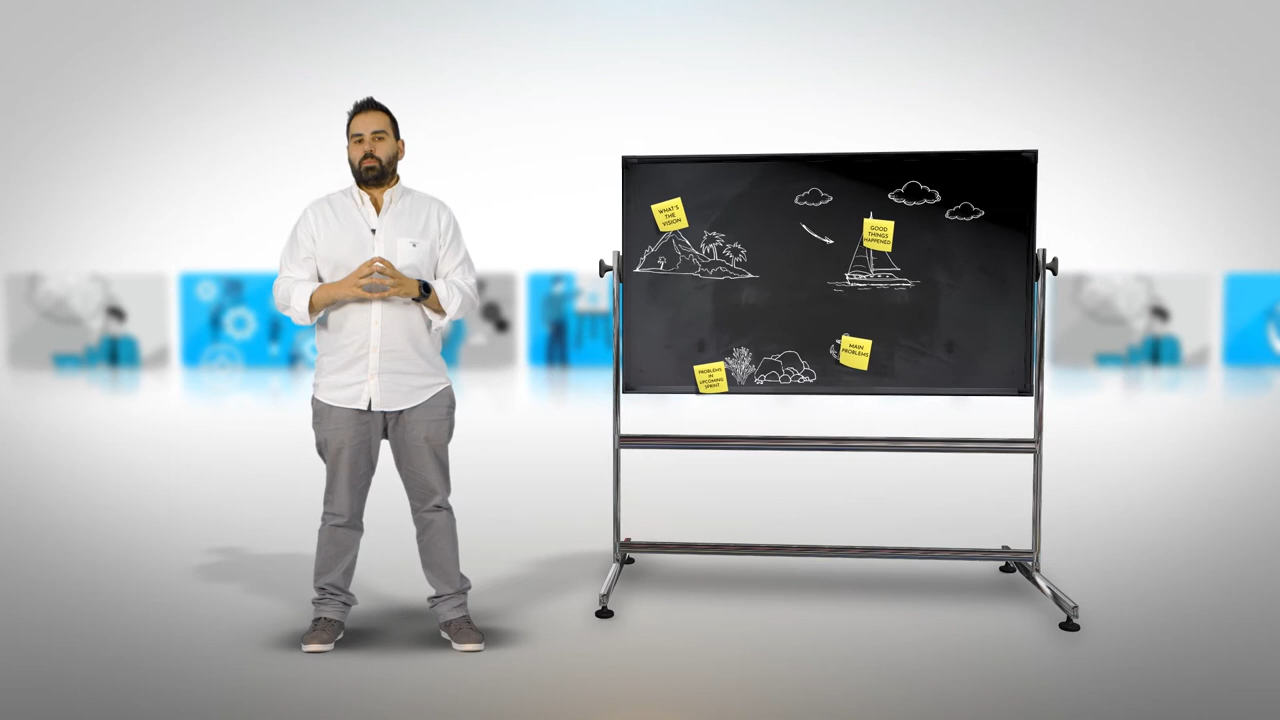 WHAT'S
THE
VISION
GOOD
THINGS
HAPPENED
MAIN
PROBLEMS
PROBLEMS
IN
UPCOMING
SPRINT